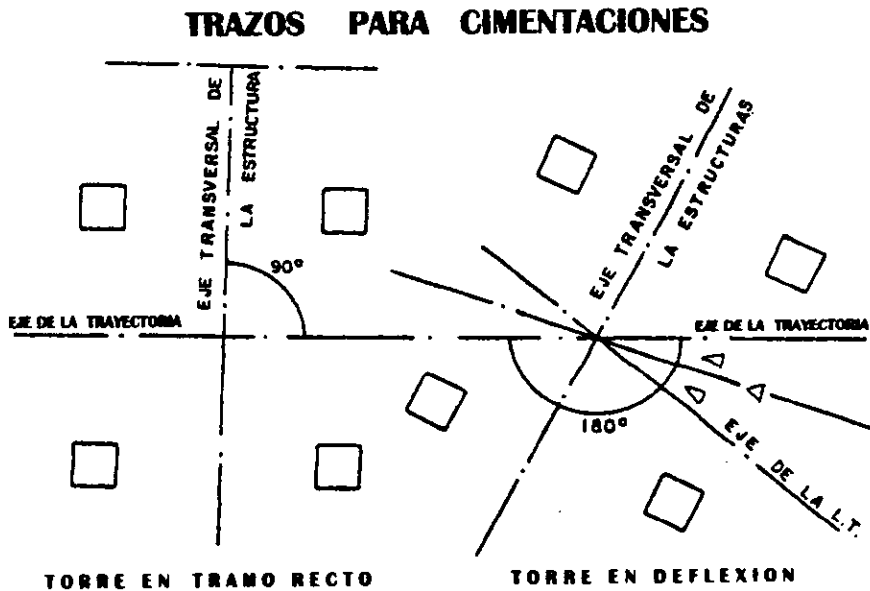 TRAZOS PARA CIMENTACIONES
EJE TRANSVERSAL DE
LA ESTRUCTURA
90°
EJE DE LA TRAYECTORIA
TORRE EN TRAMO RECTO
EJE TRANSVERSAL DE
LA ESTRUCTURAS
EJE DE LA TRAYECTORIA
Δ
Δ
Δ
180°
EJE DE LA L.T.
TORRE EN DEFLEXION